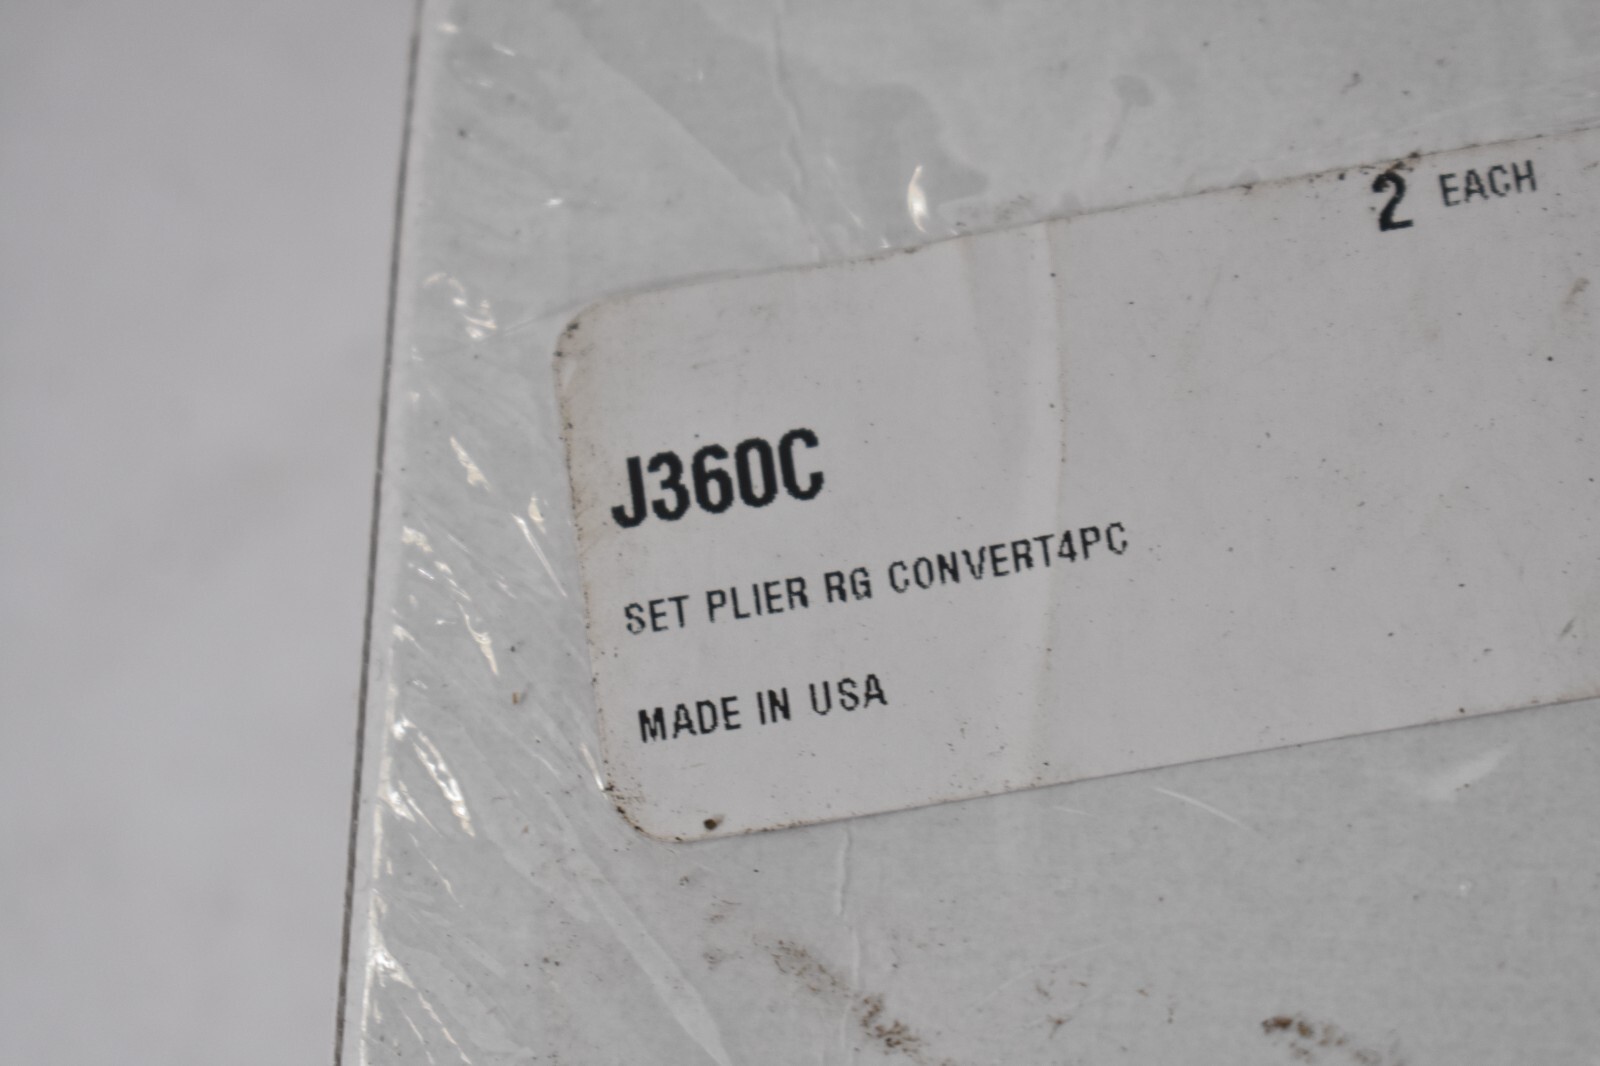 2 EACH
J360C
SET PLIER RG CONVERT4PC
MADE IN USA